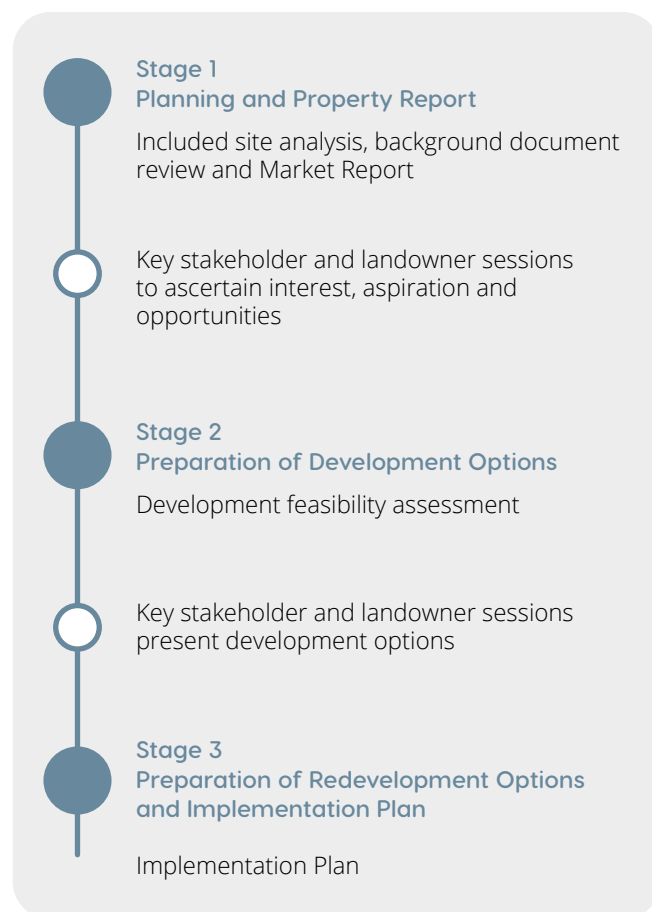 Stage 1
Planning and Property Report
Included site analysis, background document
review and Market Report
Key stakeholder and landowner sessions
to ascertain interest, aspiration and
opportunities
Stage 2
Preparation of Development Options
Development feasibility assessment
Key stakeholder and landowner sessions
present development options
Stage 3
Preparation of Redevelopment Options
and Implementation Plan
Implementation Plan